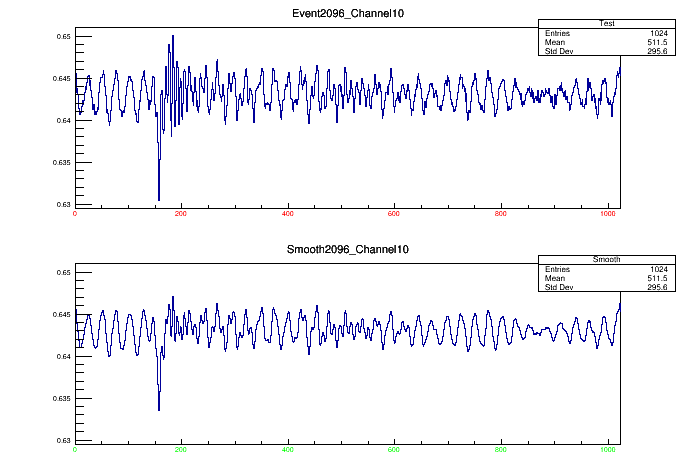 Event2096_Channel10
Test
Entries 1024
Mean 511.5
Std Dev 295.6
0.65
0.645
0.64
0.635
0.63
0 200 400 600 800 1000
Smooth2096_Channel10
Smooth
Entries 1024
Mean 511.5
Std Dev 295.6
0.65
0.645
0.64
0.635
0.63
0 200 400 600 800 1000